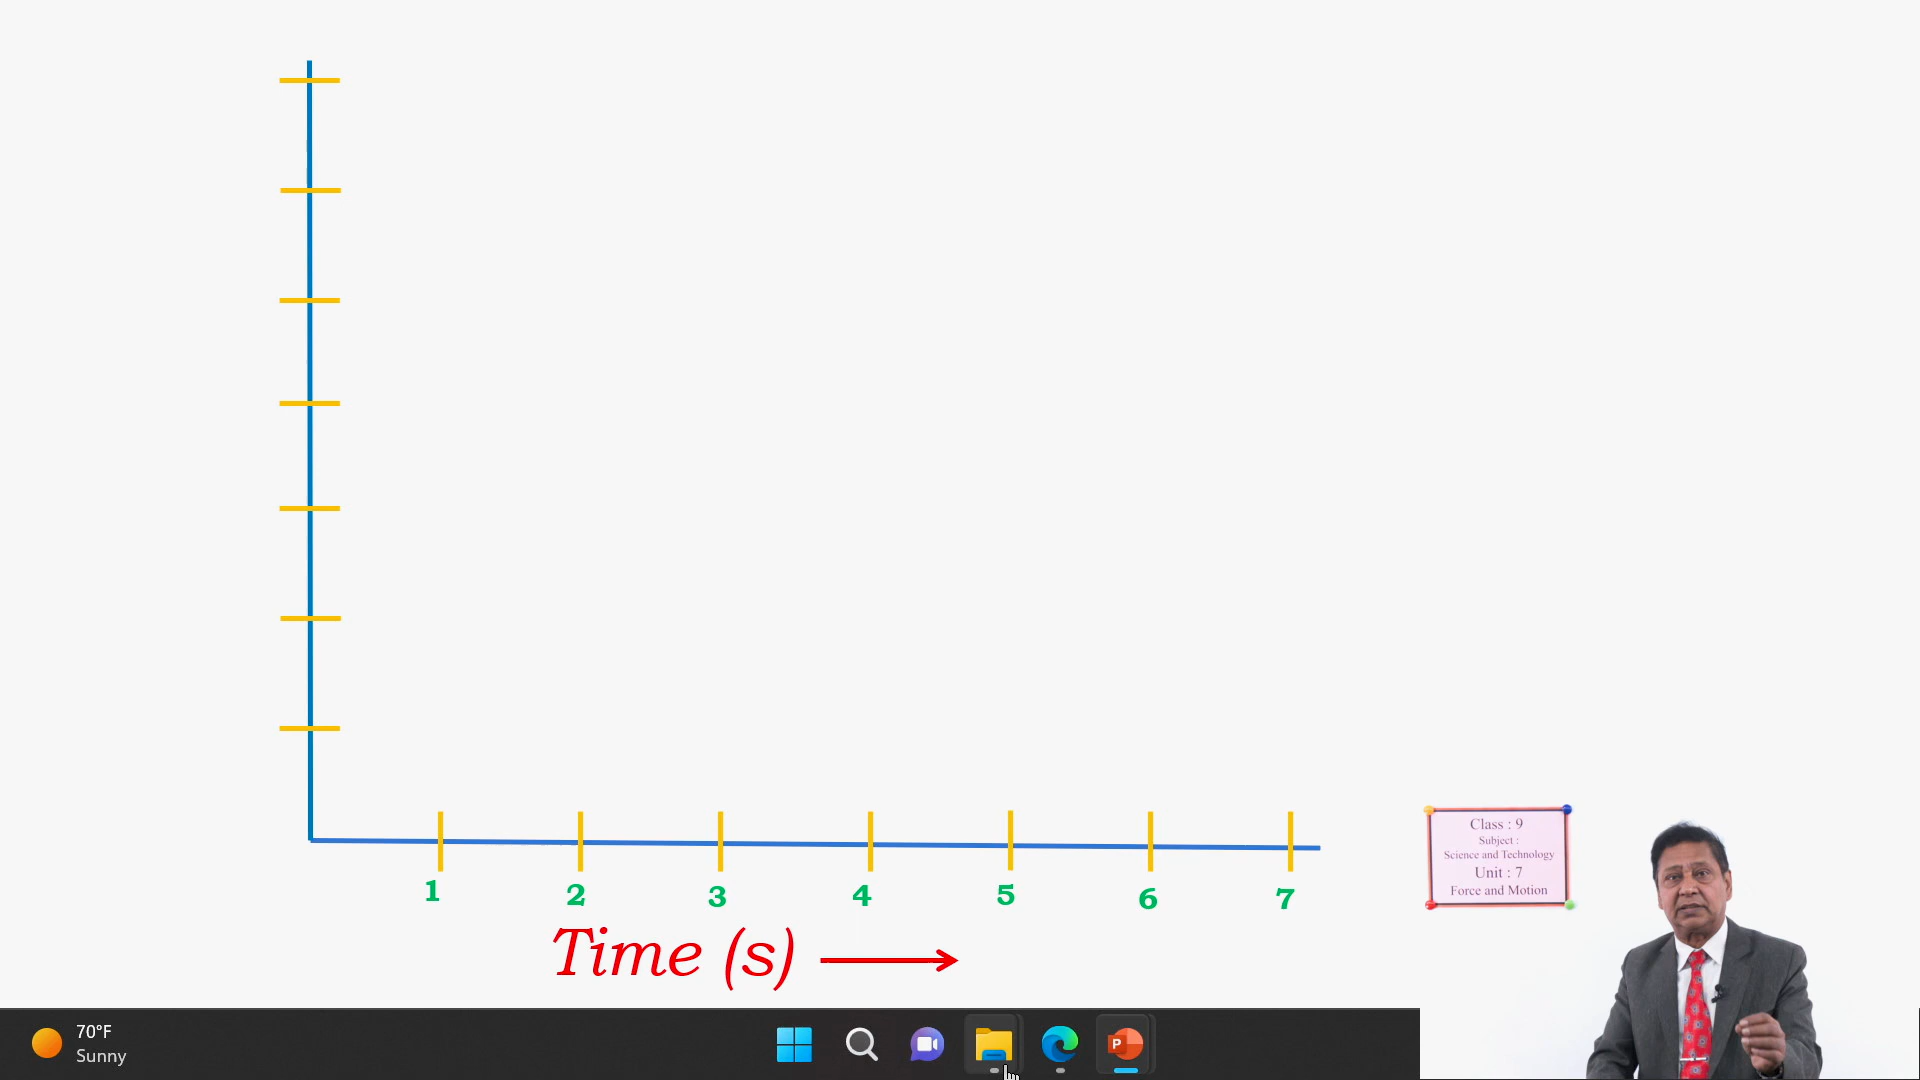 1 2 3 4 5 6 7
Time (s)
Class : 9
Subject :
Science and Technology
Unit : 7
Force and Motion
70°F
Sunny
P